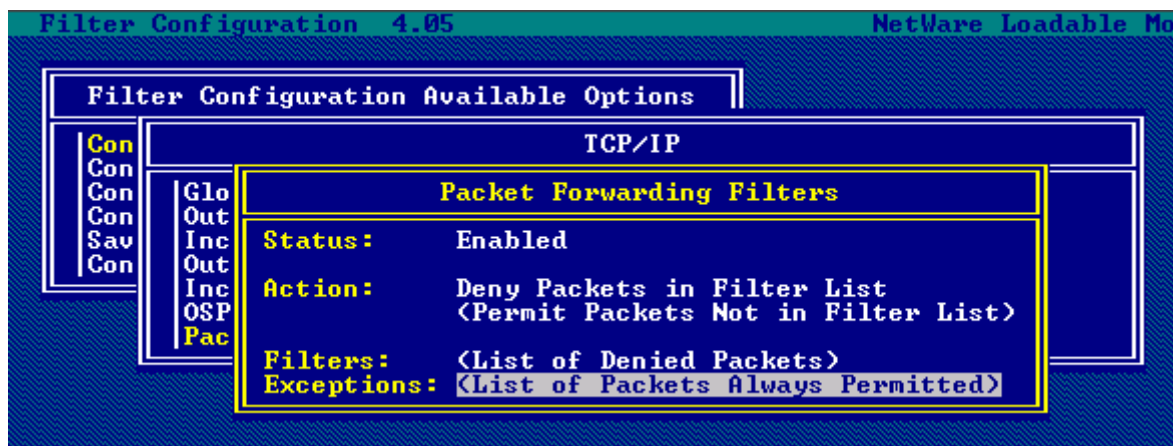 Filter Configuration 4.05 NetWare Loadable Mo
Filter Configuration Available Options
TCP/IP
Con
Con
Con
Con
Sav
Con
Glo
Out
Inc
Out
Inc
OSP
Pac
Packet Forwarding Filters
Status: Enabled
Action: Deny Packets in Filter List
(Permit Packets Not in Filter List)
Filters: (List of Denied Packets)
Exceptions: (List of Packets Always Permitted)